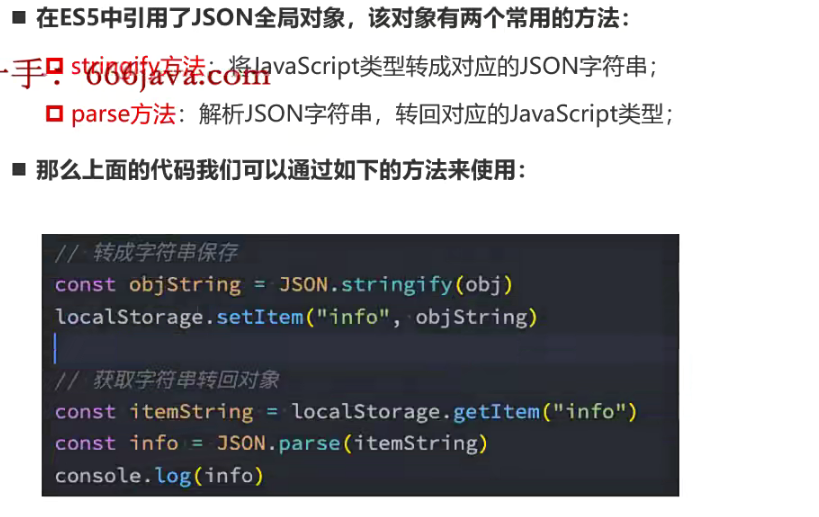 在ES5中引用了JSON全局对象，该对象有两个常用的方法：
stringify方法：将JavaScript类型转成对应的JSON字符串；
手：666java.com
parse方法：解析JSON字符串，转回对应的JavaScript类型；
那么上面的代码我们可以通过如下的方法来使用：
// 转成字符串保存
const objString = JSON.stringify(obj)
localStorage.setItem("info", objString)
// 获取字符串转回对象
const itemString = localStorage.getItem("info")
const info = JSON.parse(itemString)
console.log(info)